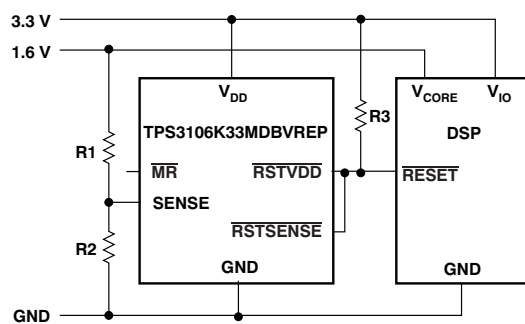 3.3 V
1.6 V
V_DD
V_CORE
V_IO
R3
TPS3106K33MDBVREP
DSP
R1
MR
RSTVDD
RESET
SENSE
RSTSENSE
R2
GND
GND
GND